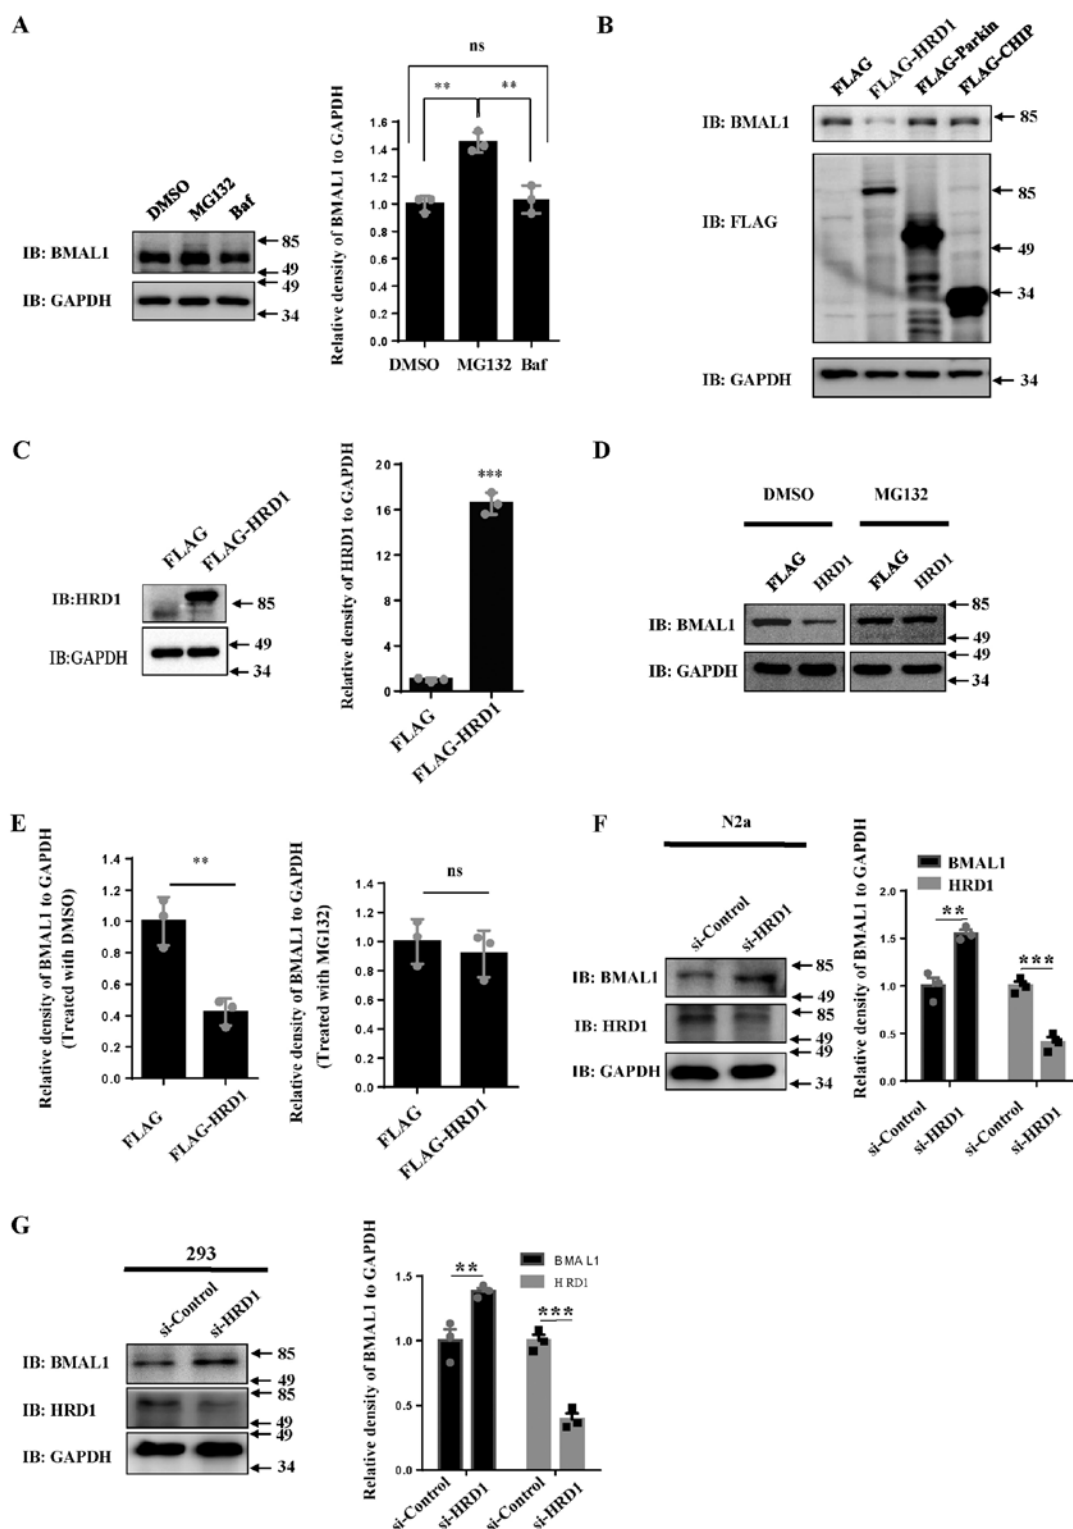 A
DMSO
MG132
Baf
IB: BMAL1
85
49
IB: GAPDH
49
34
Relative density of BMAL1 to GAPDH
ns
**
**
1.6
1.4
1.2
1.0
0.8
0.6
0.4
0.2
0.0
DMSO MG132 Baf
B
FLAG
FLAG-HRD1
FLAG-Parkin
FLAG-CHIP
IB: BMAL1
85
IB: FLAG
85
49
34
IB: GAPDH
34
C
FLAG
FLAG-HRD1
IB:HRD1
85
IB:GAPDH
49
34
Relative density of HRD1 to GAPDH
20
16
12
8
4
0
***
FLAG
FLAG-HRD1
D
DMSO MG132
FLAG
HRD1
FLAG
HRD1
IB: BMAL1
85
49
IB: GAPDH
49
34
E
Relative density of BMAL1 to GAPDH
(Treated with DMSO)
1.4
1.2
1.0
0.8
0.6
0.4
0.2
0.0
**
FLAG
FLAG-HRD1
Relative density of BMAL1 to GAPDH
(Treated with MG132)
1.4
1.2
1.0
0.8
0.6
0.4
0.2
0.0
ns
FLAG
FLAG-HRD1
F
N2a
si-Control
si-HRD1
IB: BMAL1
85
49
IB: HRD1
85
49
IB: GAPDH
49
34
Relative density of BMAL1 to GAPDH
BMAL1
HRD1
2.0
1.5
1.0
0.5
0.0
**
***
si-Control
si-HRD1
si-Control
si-HRD1
G
293
si-Control
si-HRD1
IB: BMAL1
85
49
IB: HRD1
85
49
IB: GAPDH
49
34
Relative density of BMAL1 to GAPDH
BMAL1
HRD1
1.5
1.0
0.5
0.0
**
***
si-Control
si-HRD1
si-Control
si-HRD1